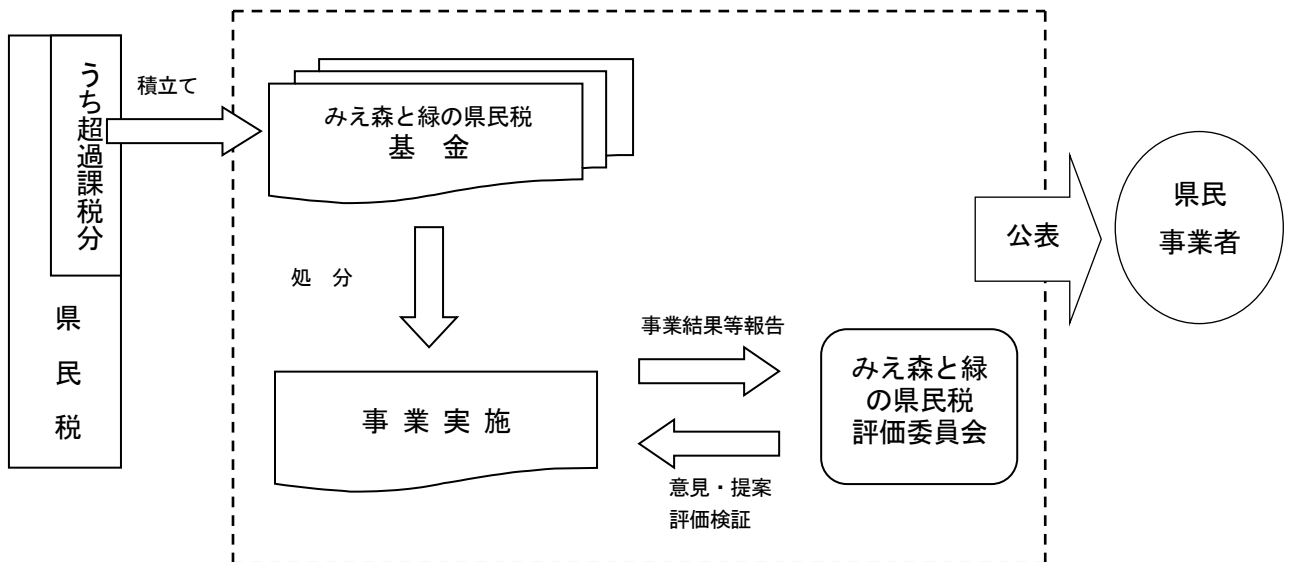 うち超過課税分
県民税
積立て
みえ森と緑の県民税
基　金
処　分
事 業 実 施
事業結果等報告
意見・提案
評価検証
みえ森と緑
の県民税
評価委員会
公表
県民
事業者